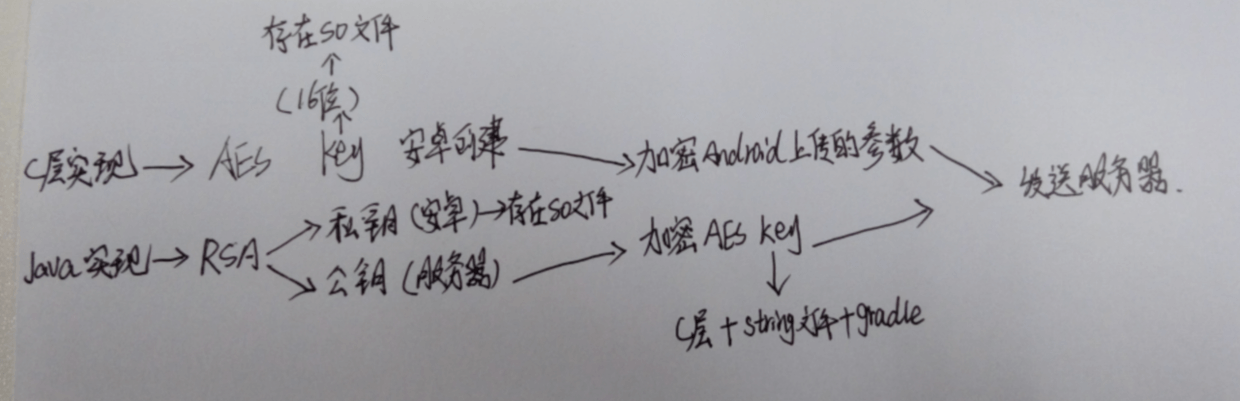 存在SO文件
↑
(16位)
↑
C层实现→ AES key 安卓创建 → 加密Android上传的参数 → 发送服务器.
Java实现→ RSA → 私钥(安卓)→存在SO文件
→ 公钥(服务器) → 加密AES key →
↓
C层+string文件+gradle